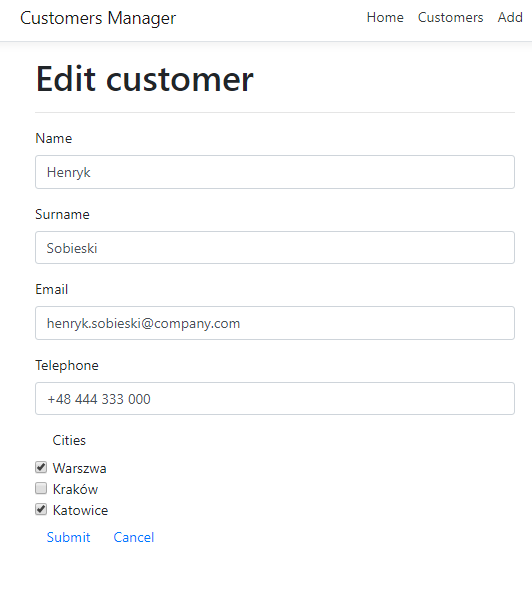 Customers Manager Home Customers Add
Edit customer
Name
Henryk
Surname
Sobieski
Email
henryk.sobieski@company.com
Telephone
+48 444 333 000
Cities
Warszwa
Kraków
Katowice
Submit Cancel